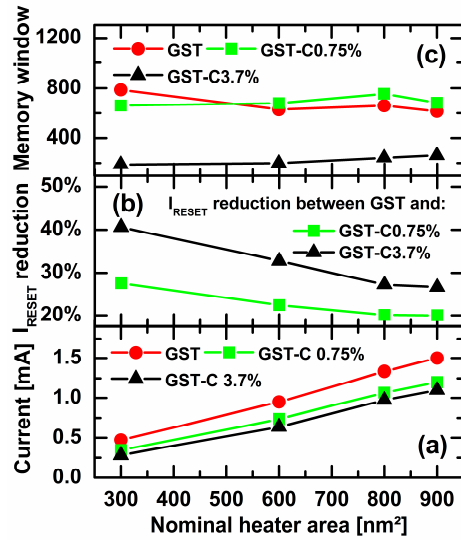 1200
800
400
Memory window
GST
GST-C0.75%
GST-C3.7%
(c)
50%
40%
30%
20%
I_RESET reduction
(b)
I_RESET reduction between GST and:
GST-C0.75%
GST-C3.7%
1.5
1.0
0.5
0.0
Current [mA]
GST
GST-C 0.75%
GST-C 3.7%
(a)
300 400 500 600 700 800 900
Nominal heater area [nm²]